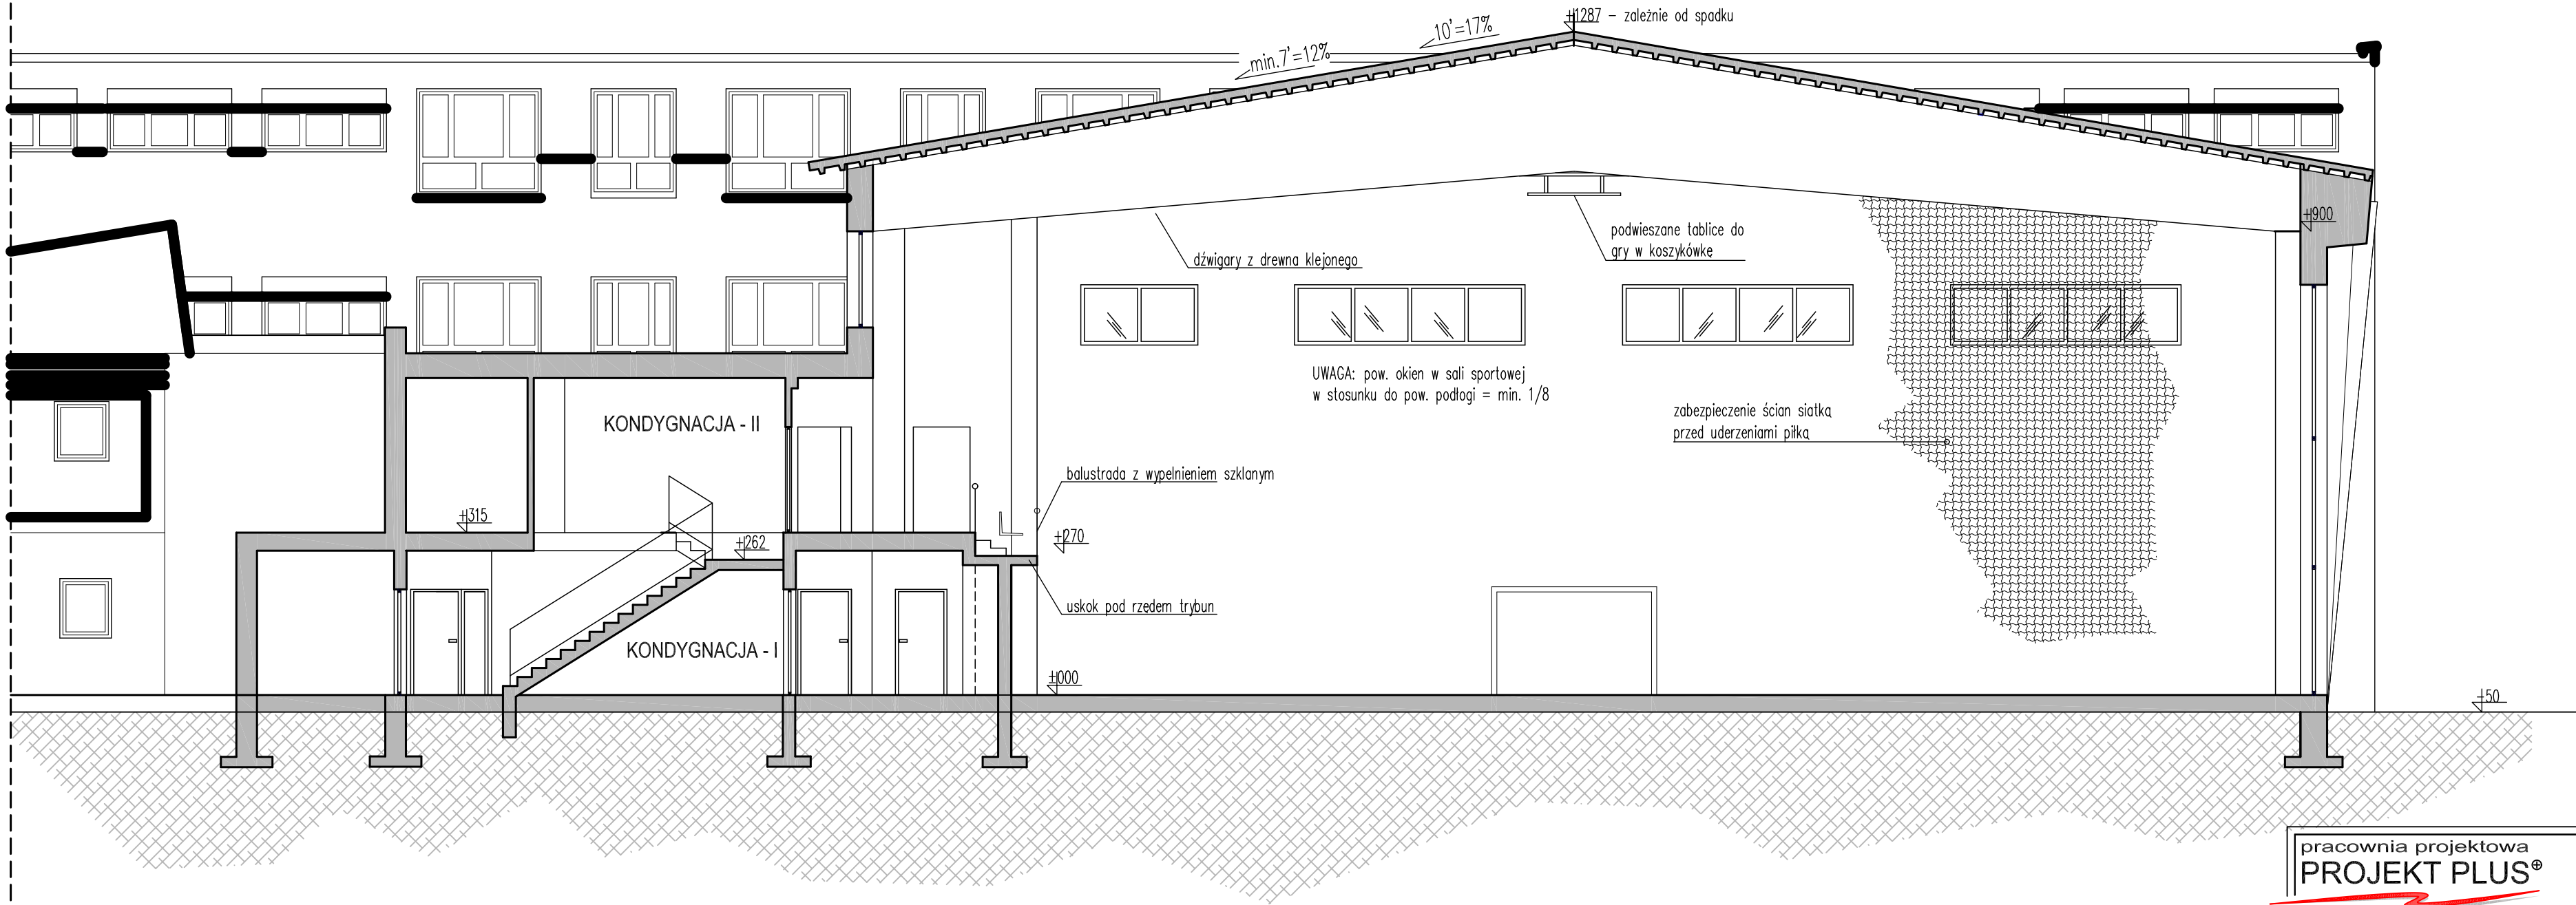 +1287 - zależnie od spadku
10'=17%
min.7'=12%
+900
podwieszane tablice do
gry w koszykówkę
dźwigary z drewna klejonego
UWAGA: pow. okien w sali sportowej
w stosunku do pow. podłogi = min. 1/8
zabezpieczenie ścian siatką
przed uderzeniami piłką
KONDYGNACJA - II
balustrada z wypełnieniem szklanym
+315
+262
+270
uskok pod rzędem trybun
KONDYGNACJA - I
±000
-50
pracownia projektowa
PROJEKT PLUS⊕